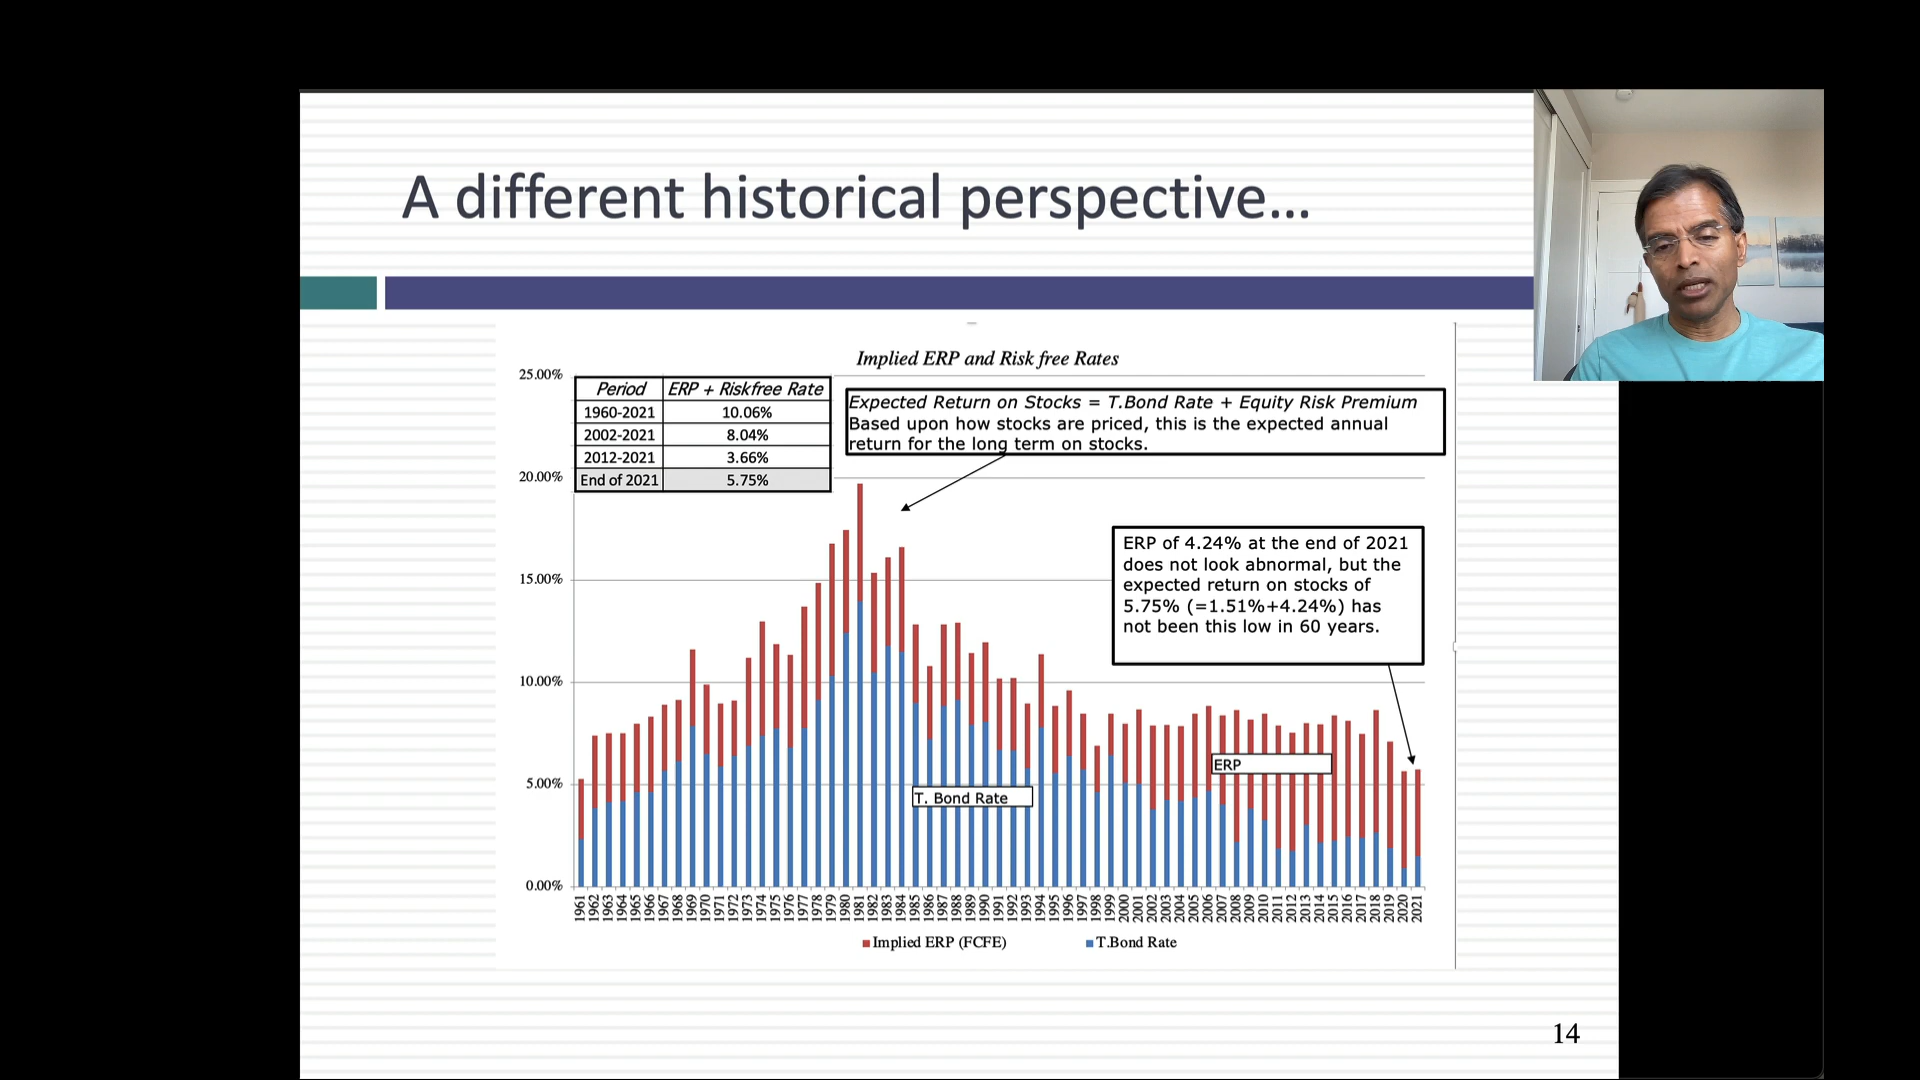 A different historical perspective...
Implied ERP and Risk free Rates
25.00%
20.00%
15.00%
10.00%
5.00%
0.00%
Period ERP + Riskfree Rate
1960-2021 10.06%
2002-2021 8.04%
2012-2021 3.66%
End of 2021 5.75%
Expected Return on Stocks = T.Bond Rate + Equity Risk Premium
Based upon how stocks are priced, this is the expected annual
return for the long term on stocks.
ERP of 4.24% at the end of 2021
does not look abnormal, but the
expected return on stocks of
5.75% (=1.51%+4.24%) has
not been this low in 60 years.
ERP
T. Bond Rate
1961 1962 1963 1964 1965 1966 1967 1968 1969 1970 1971 1972 1973 1974 1975 1976 1977 1978 1979 1980 1981 1982 1983 1984 1985 1986 1987 1988 1989 1990 1991 1992 1993 1994 1995 1996 1997 1998 1999 2000 2001 2002 2003 2004 2005 2006 2007 2008 2009 2010 2011 2012 2013 2014 2015 2016 2017 2018 2019 2020 2021
Implied ERP (FCFE) T.Bond Rate
14